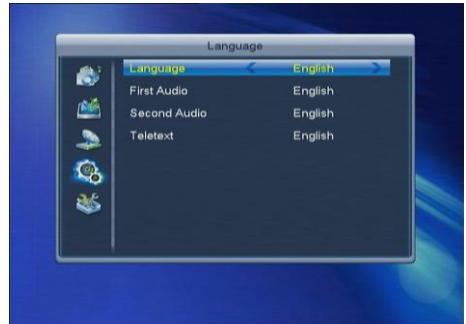 Language
Language English
First Audio English
Second Audio English
Teletext English